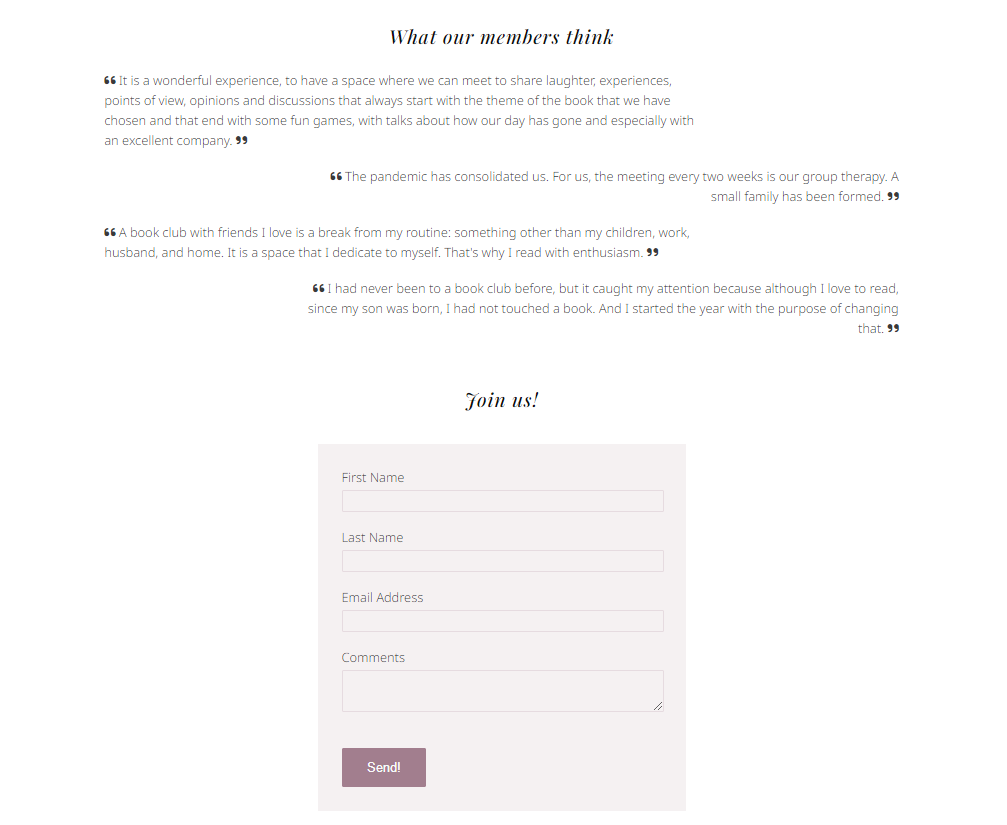 What our members think
❝ It is a wonderful experience, to have a space where we can meet to share laughter, experiences,
points of view, opinions and discussions that always start with the theme of the book that we have
chosen and that end with some fun games, with talks about how our day has gone and especially with
an excellent company. ❞
❝ The pandemic has consolidated us. For us, the meeting every two weeks is our group therapy. A
small family has been formed. ❞
❝ A book club with friends I love is a break from my routine: something other than my children, work,
husband, and home. It is a space that I dedicate to myself. That's why I read with enthusiasm. ❞
❝ I had never been to a book club before, but it caught my attention because although I love to read,
since my son was born, I had not touched a book. And I started the year with the purpose of changing
that. ❞
Join us!
First Name
Last Name
Email Address
Comments
Send!